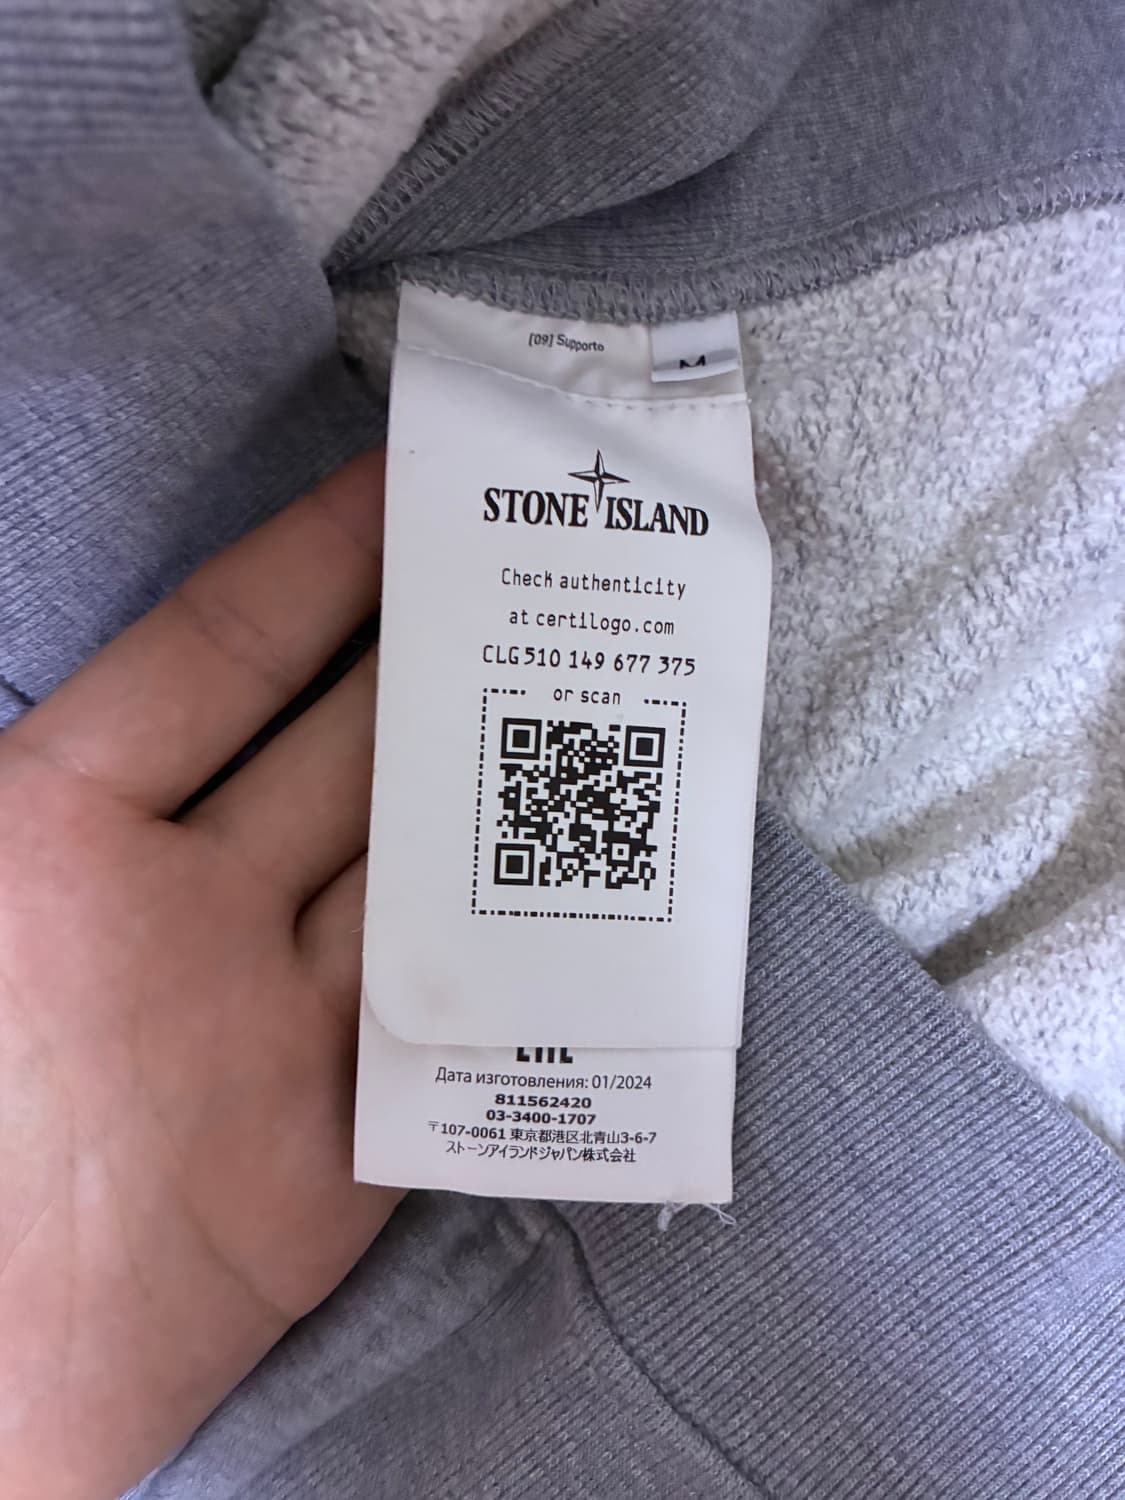 [09] Supporto
M
STONE ISLAND
Check authenticity
at certilogo.com
CLG 510 149 677 375
or scan
Дата изготовления: 01/2024
811562420
03-3400-1707
〒107-0061 東京都港区北青山3-6-7
ストーンアイランドジャパン株式会社